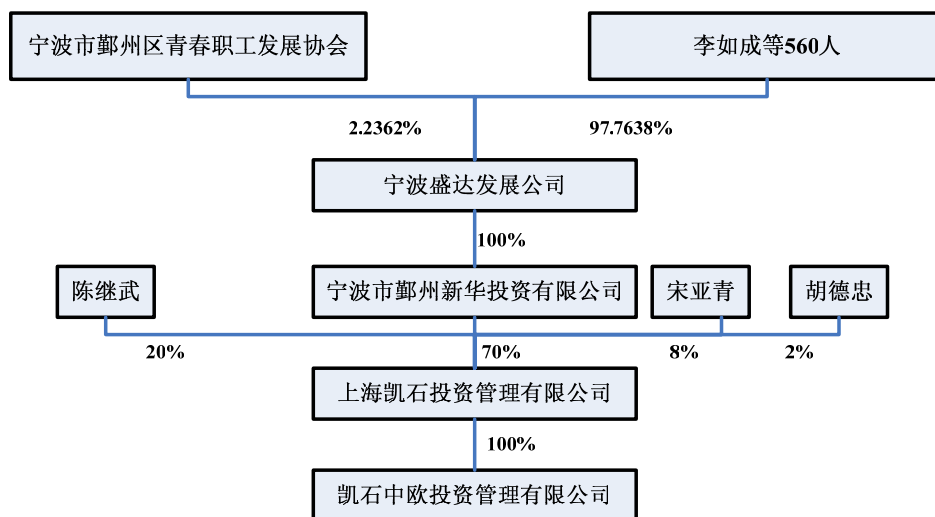 宁波市鄞州区青春职工发展协会
李如成等560人
2.2362%
97.7638%
宁波盛达发展公司
100%
陈继武
宁波市鄞州新华投资有限公司
宋亚青
胡德忠
20%
70%
8%
2%
上海凯石投资管理有限公司
100%
凯石中欧投资管理有限公司